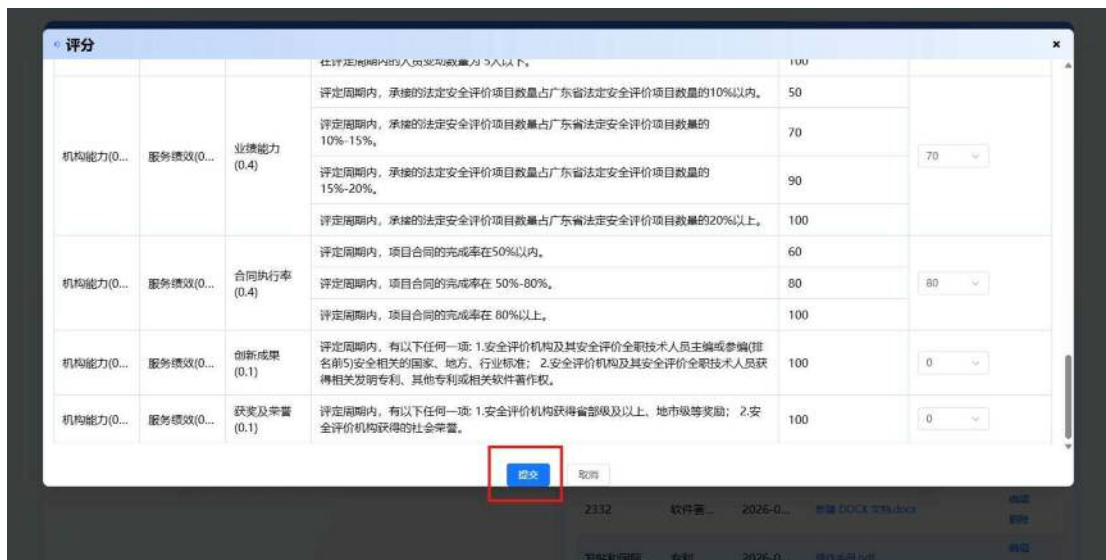 评分
在评定周期内的人员变动数量为 5人以下。 100
评定周期内，承接的法定安全评价项目数量占广东省法定安全评价项目数量的10%以内。 50
评定周期内，承接的法定安全评价项目数量占广东省法定安全评价项目数量的
10%-15%。
70
机构能力(0... 服务绩效(0...
业绩能力
(0.4)
70
评定周期内，承接的法定安全评价项目数量占广东省法定安全评价项目数量的
15%-20%。
90
评定周期内，承接的法定安全评价项目数量占广东省法定安全评价项目数量的20%以上。 100
评定周期内，项目合同的完成率在50%以内。 60
机构能力(0... 服务绩效(0...
合同执行率
(0.4)
评定周期内，项目合同的完成率在 50%-80%。 80
80
评定周期内，项目合同的完成率在 80%以上。 100
机构能力(0... 服务绩效(0...
创新成果
(0.1)
评定周期内，有以下任何一项: 1.安全评价机构及其安全评价全职技术人员主编或参编(排
名前5)安全相关的国家、地方、行业标准； 2.安全评价机构及其安全评价全职技术人员获
得相关发明专利、其他专利或相关软件著作权。
100
0
机构能力(0... 服务绩效(0...
获奖及荣誉
(0.1)
评定周期内，有以下任何一项: 1.安全评价机构获得省部级及以上、地市级等奖励； 2.安
全评价机构获得的社会荣誉。
100
0
提交 取消
2332 软件著... 2026-0... 新建 DOCX 文档.docx
编辑
删除
专利 2026-0... 操作手册.pdf
编辑